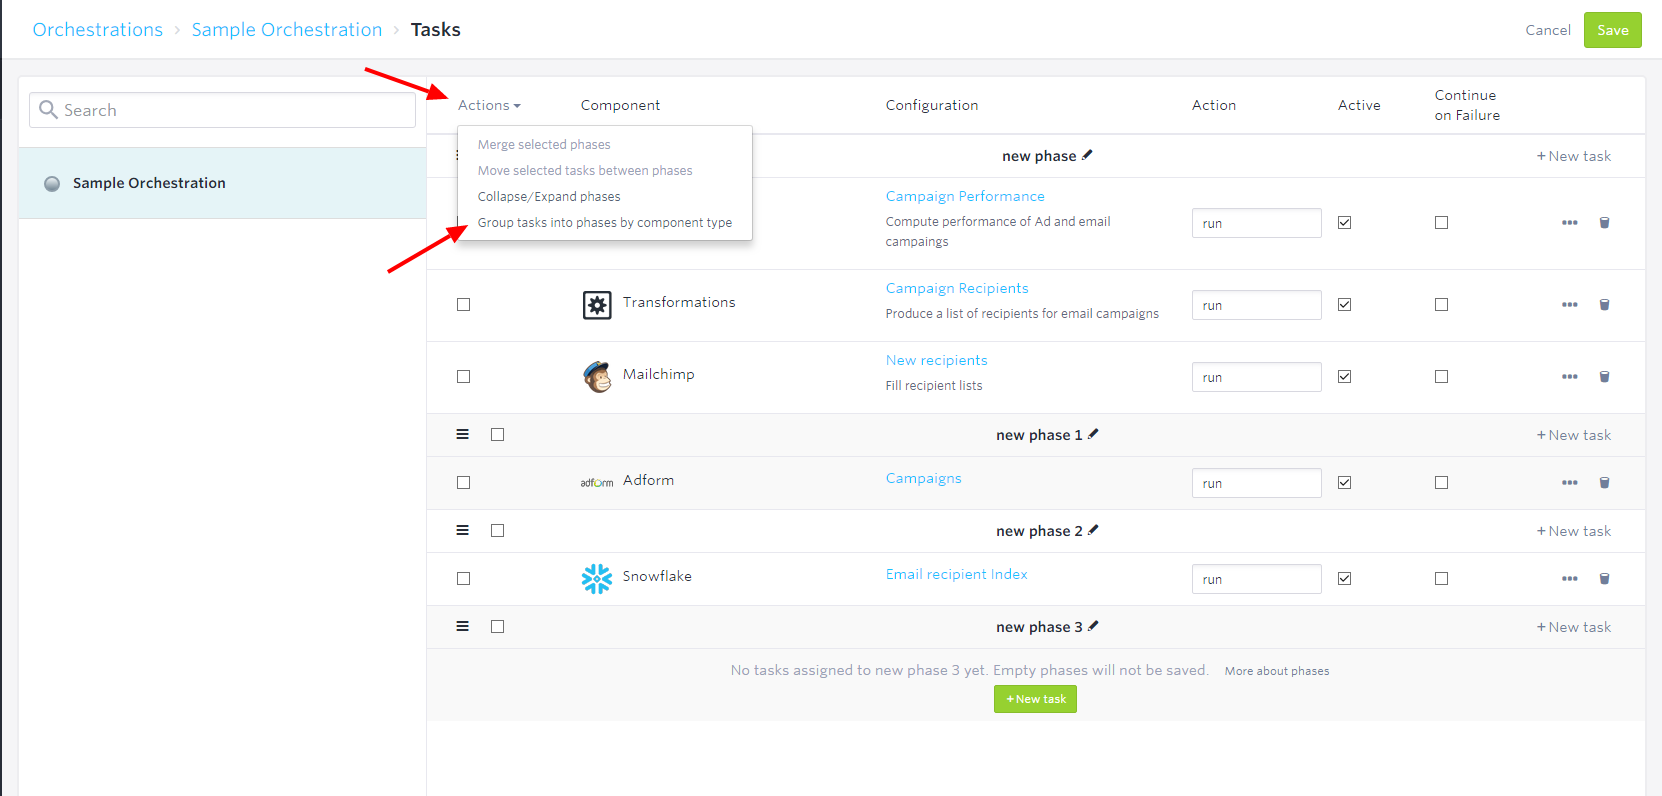 Orchestrations › Sample Orchestration › Tasks
Cancel
Save
Search
Sample Orchestration
Actions
Component
Configuration
Action
Active
Continue
on Failure
Merge selected phases
Move selected tasks between phases
Collapse/Expand phases
Group tasks into phases by component type
new phase
+ New task
Campaign Performance
Compute performance of Ad and email
campaings
run
Transformations
Campaign Recipients
Produce a list of recipients for email campaigns
run
Mailchimp
New recipients
Fill recipient lists
run
new phase 1
+ New task
adform
Adform
Campaigns
run
new phase 2
+ New task
Snowflake
Email recipient Index
run
new phase 3
+ New task
No tasks assigned to new phase 3 yet. Empty phases will not be saved. More about phases
+ New task